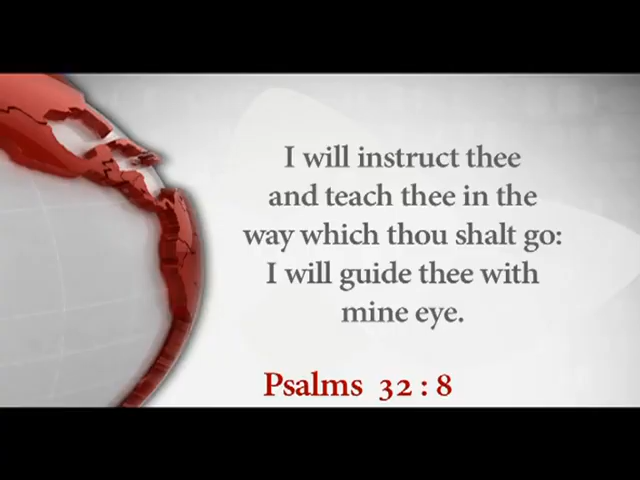 I will instruct thee
and teach thee in the
way which thou shalt go:
I will guide thee with
mine eye.
Psalms 32 : 8